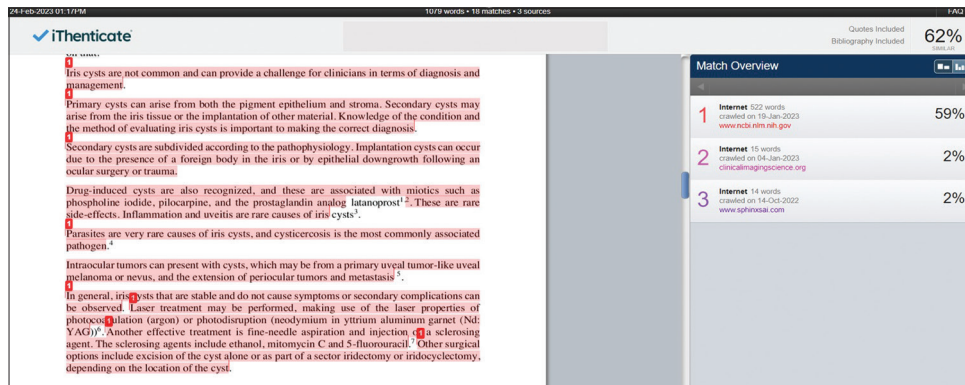 24-Feb-2023 01:17PM
1079 words • 18 matches • 3 sources
FAQ
iThenticate
Quotes Included
Bibliography Included
62%
SIMILAR
on that.
Iris cysts are not common and can provide a challenge for clinicians in terms of diagnosis and
management.
Primary cysts can arise from both the pigment epithelium and stroma. Secondary cysts may
arise from the iris tissue or the implantation of other material. Knowledge of the condition and
the method of evaluating iris cysts is important to making the correct diagnosis.
Secondary cysts are subdivided according to the pathophysiology. Implantation cysts can occur
due to the presence of a foreign body in the iris or by epithelial downgrowth following an
ocular surgery or trauma.
Drug-induced cysts are also recognized, and these are associated with miotics such as
phospholine iodide, pilocarpine, and the prostaglandin analog latanoprost1,2. These are rare
side-effects. Inflammation and uveitis are rare causes of iris cysts3.
Parasites are very rare causes of iris cysts, and cysticercosis is the most commonly associated
pathogen.4
Intraocular tumors can present with cysts, which may be from a primary uveal tumor-like uveal
melanoma or nevus, and the extension of periocular tumors and metastasis 5.
In general, iris cysts that are stable and do not cause symptoms or secondary complications can
be observed. Laser treatment may be performed, making use of the laser properties of
photocoagulation (argon) or photodisruption (neodymium in yttrium aluminum garnet (Nd:
YAG))6. Another effective treatment is fine-needle aspiration and injection of a sclerosing
agent. The sclerosing agents include ethanol, mitomycin C and 5-fluorouracil.7 Other surgical
options include excision of the cyst alone or as part of a sector iridectomy or iridocyclectomy,
depending on the location of the cyst.
Match Overview
1
Internet 522 words
crawled on 19-Jan-2023
www.ncbi.nlm.nih.gov
59%
2
Internet 15 words
crawled on 04-Jan-2023
clinicalimagingscience.org
2%
3
Internet 14 words
crawled on 14-Oct-2022
www.sphinxsai.com
2%